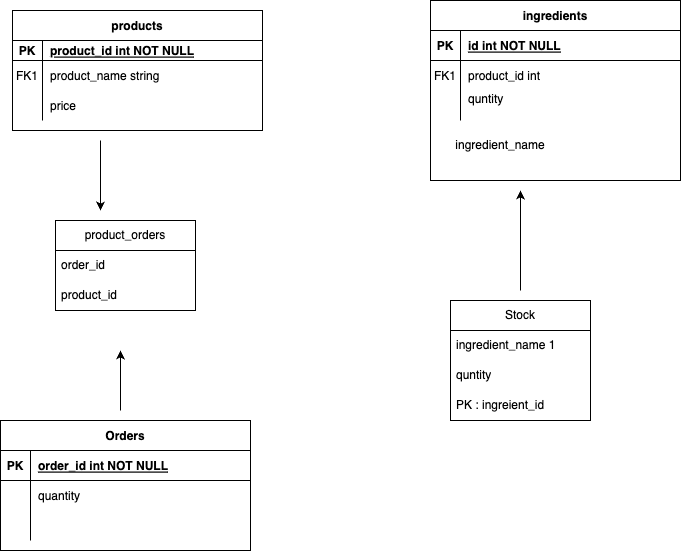 products
PK product_id int NOT NULL
FK1 product_name string
price
ingredients
PK id int NOT NULL
FK1 product_id int
quntity
ingredient_name
product_orders
order_id
product_id
Stock
ingredient_name 1
quntity
PK : ingreient_id
Orders
PK order_id int NOT NULL
quantity